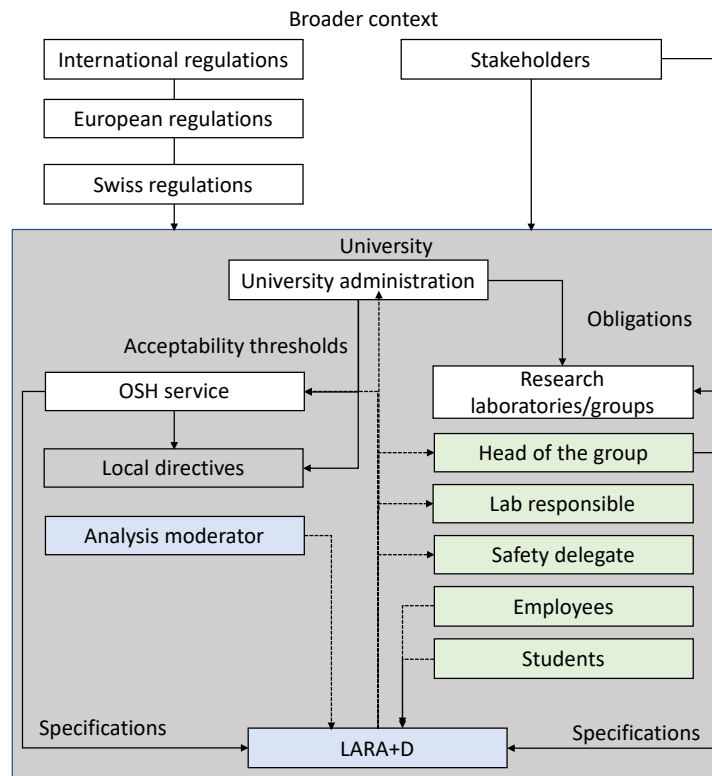 Broader context
International regulations
Stakeholders
European regulations
Swiss regulations
University
University administration
Obligations
Acceptability thresholds
OSH service
Research
laboratories/groups
Local directives
Head of the group
Lab responsible
Analysis moderator
Safety delegate
Employees
Students
Specifications
Specifications
LARA+D